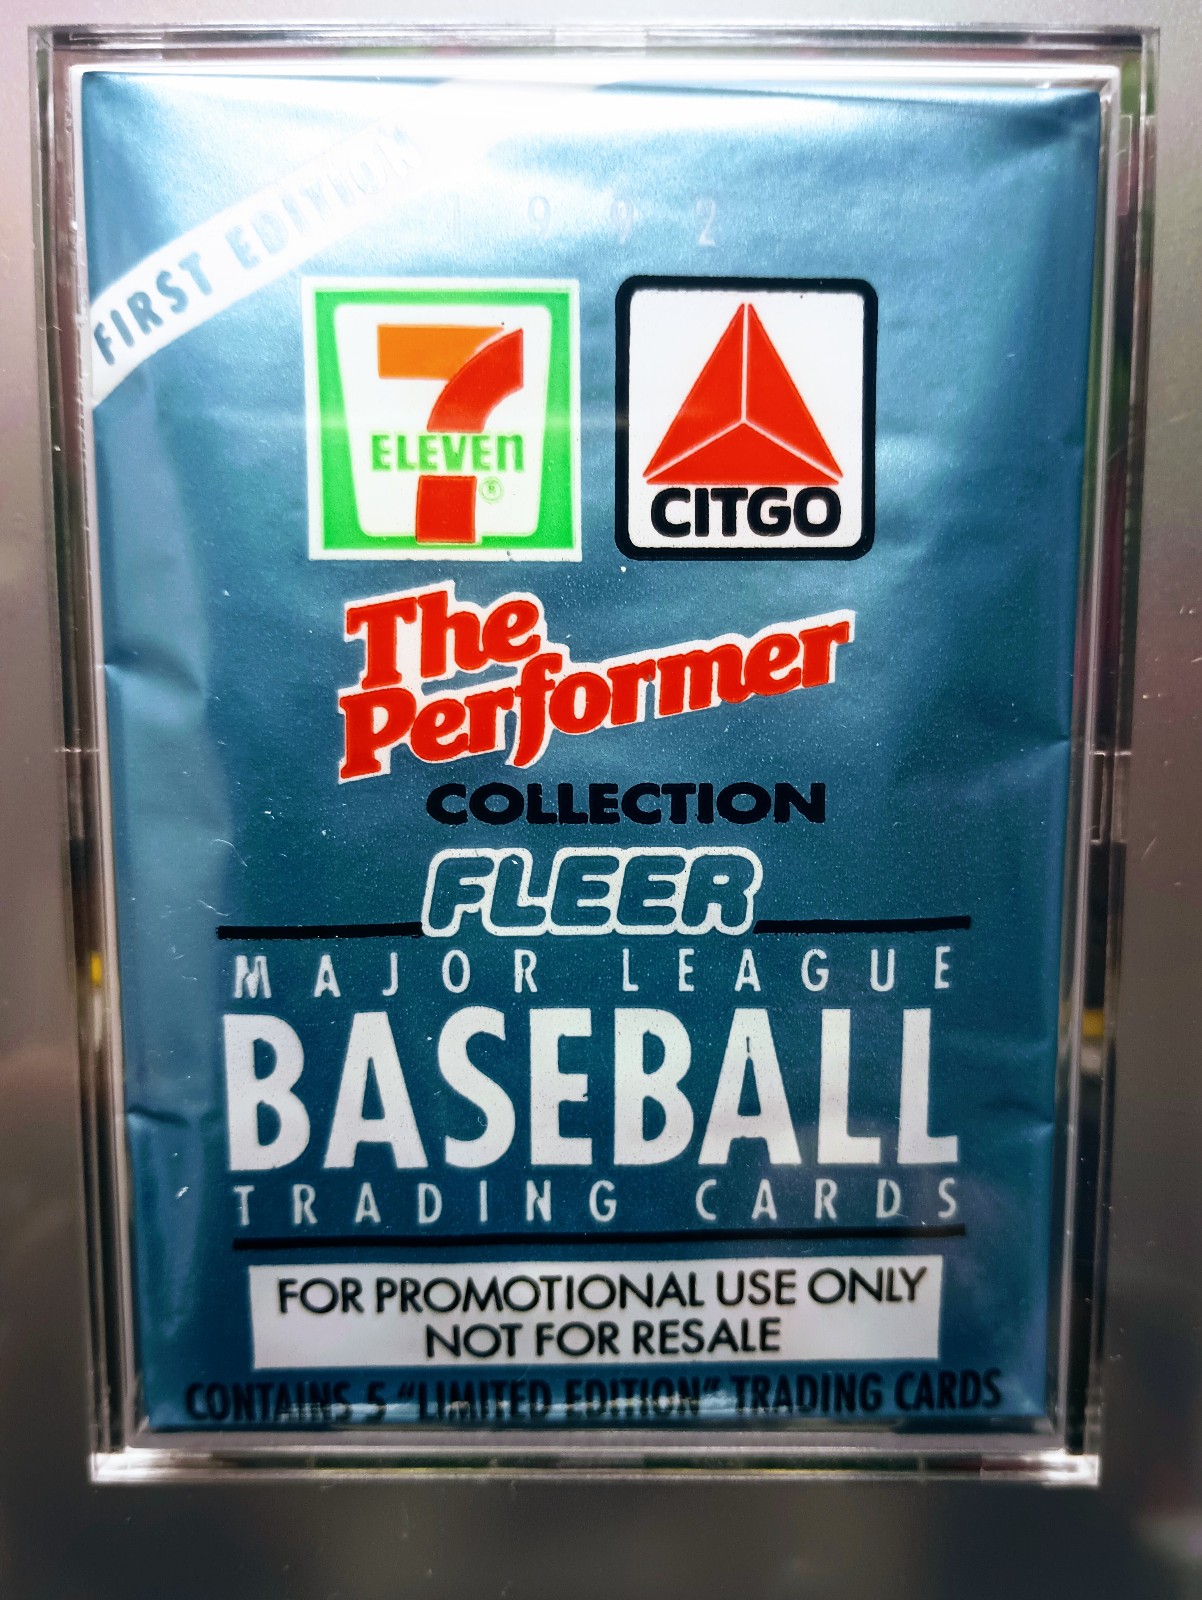 FIRST EDITION
1992
7
ELEVEn
®
CITGO
The
Performer
COLLECTION
FLEER
MAJOR LEAGUE
BASEBALL
TRADING CARDS
FOR PROMOTIONAL USE ONLY
NOT FOR RESALE
CONTAINS 5 "LIMITED EDITION" TRADING CARDS